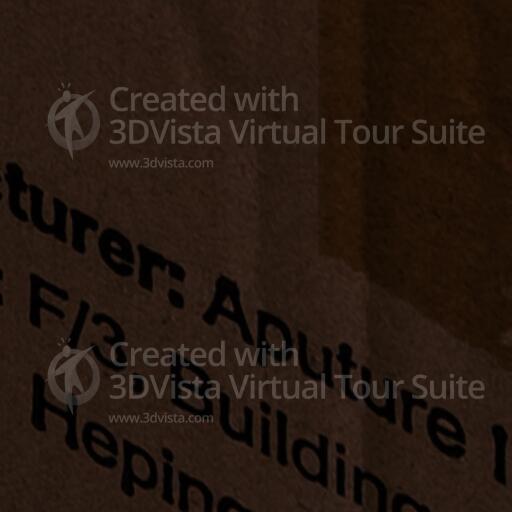 Created with
3DVista Virtual Tour Suite
www.3dvista.com
turer: Aputure I
F/3, Building
Heping
Created with
3DVista Virtual Tour Suite
www.3dvista.com